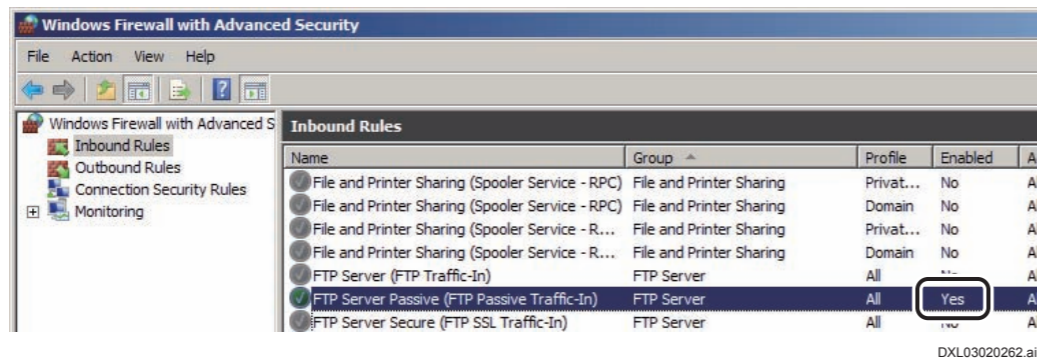 Windows Firewall with Advanced Security
File Action View Help
Windows Firewall with Advanced S
Inbound Rules
Outbound Rules
Connection Security Rules
Monitoring
Inbound Rules
Name Group Profile Enabled A
File and Printer Sharing (Spooler Service - RPC) File and Printer Sharing Privat... No A
File and Printer Sharing (Spooler Service - RPC) File and Printer Sharing Domain No A
File and Printer Sharing (Spooler Service - R... File and Printer Sharing Privat... No A
File and Printer Sharing (Spooler Service - R... File and Printer Sharing Domain No A
FTP Server (FTP Traffic-In) FTP Server All A
FTP Server Passive (FTP Passive Traffic-In) FTP Server All Yes A
FTP Server Secure (FTP SSL Traffic-In) FTP Server All A
DXL03020262.ai